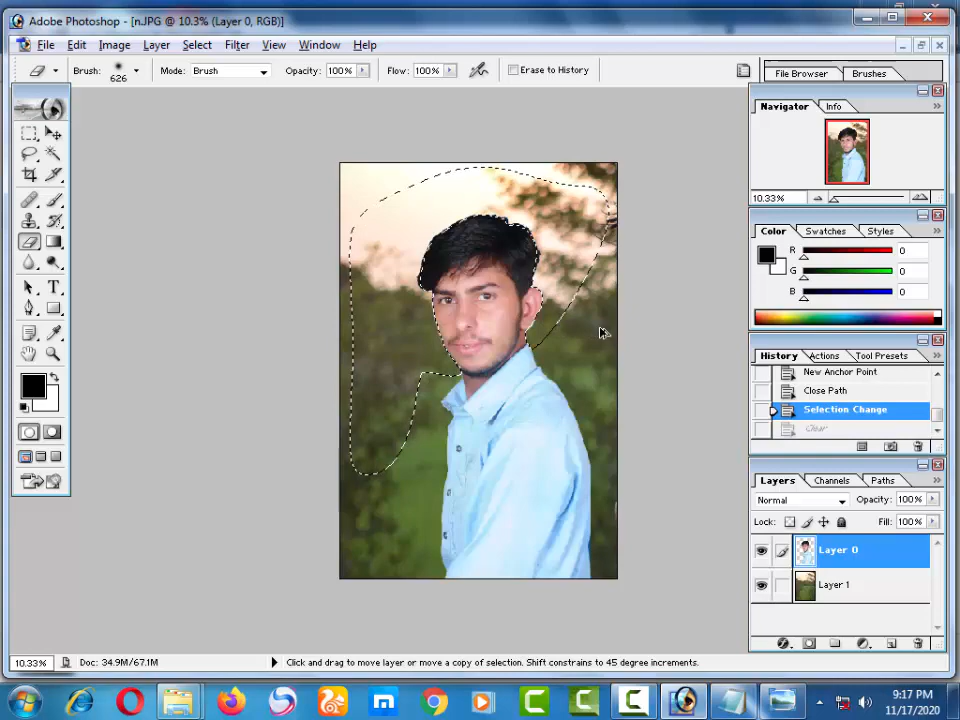 Adobe Photoshop - [n.JPG @ 10.3% (Layer 0, RGB)]
File Edit Image Layer Select Filter View Window Help
Brush: 626 Mode: Brush Opacity: 100% Flow: 100% Erase to History File Browser Brushes
Navigator Info
10.33%
Color Swatches Styles
R 0
G 0
B 0
History Actions Tool Presets
New Anchor Point
Close Path
Selection Change
Clear
Layers Channels Paths
Normal Opacity: 100%
Lock: Fill: 100%
Layer 0
Layer 1
10.33% Doc: 34.9M/67.1M Click and drag to move layer or move a copy of selection. Shift constrains to 45 degree increments.
9:17 PM
11/17/2020